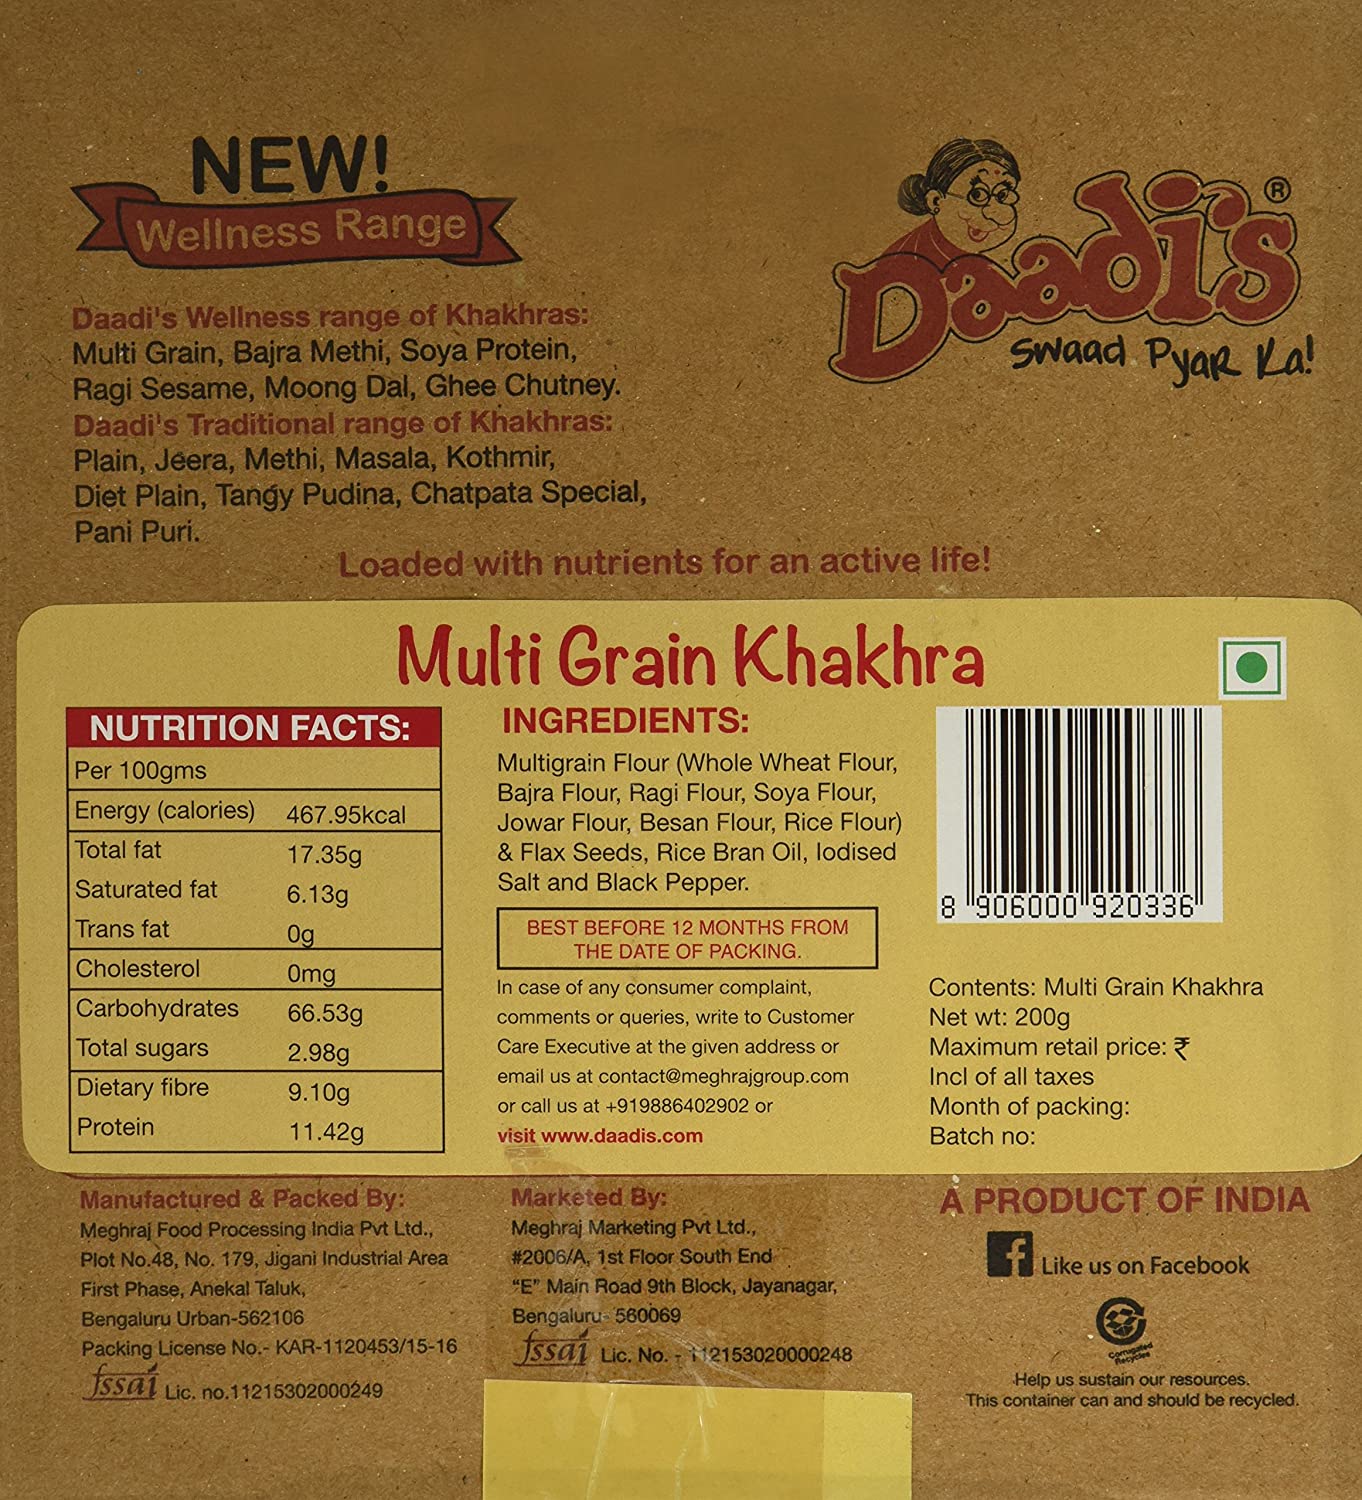 NEW!
Wellness Range
Daadi's®
Swaad Pyar Ka!
Daadi's Wellness range of Khakhras:
Multi Grain, Bajra Methi, Soya Protein,
Ragi Sesame, Moong Dal, Ghee Chutney.
Daadi's Traditional range of Khakhras:
Plain, Jeera, Methi, Masala, Kothmir,
Diet Plain, Tangy Pudina, Chatpata Special,
Pani Puri.
Loaded with nutrients for an active life!
Multi Grain Khakhra
NUTRITION FACTS:
Per 100gms
Energy (calories) 467.95kcal
Total fat 17.35g
Saturated fat 6.13g
Trans fat 0g
Cholesterol 0mg
Carbohydrates 66.53g
Total sugars 2.98g
Dietary fibre 9.10g
Protein 11.42g
INGREDIENTS:
Multigrain Flour (Whole Wheat Flour,
Bajra Flour, Ragi Flour, Soya Flour,
Jowar Flour, Besan Flour, Rice Flour)
& Flax Seeds, Rice Bran Oil, Iodised
Salt and Black Pepper.
BEST BEFORE 12 MONTHS FROM
THE DATE OF PACKING.
In case of any consumer complaint,
comments or queries, write to Customer
Care Executive at the given address or
email us at contact@meghrajgroup.com
or call us at +919886402902 or
visit www.daadis.com
8 906000 920336
Contents: Multi Grain Khakhra
Net wt: 200g
Maximum retail price: ₹
Incl of all taxes
Month of packing:
Batch no:
Manufactured & Packed By:
Meghraj Food Processing India Pvt Ltd.,
Plot No.48, No. 179, Jigani Industrial Area
First Phase, Anekal Taluk,
Bengaluru Urban-562106
Packing License No.- KAR-1120453/15-16
fssai Lic. no.11215302000249
Marketed By:
Meghraj Marketing Pvt Ltd.,
#2006/A, 1st Floor South End
“E” Main Road 9th Block, Jayanagar,
Bengaluru- 560069
fssai Lic. No. - 112153020000248
A PRODUCT OF INDIA
f Like us on Facebook
Corrugated
Recycles
Help us sustain our resources.
This container can and should be recycled.